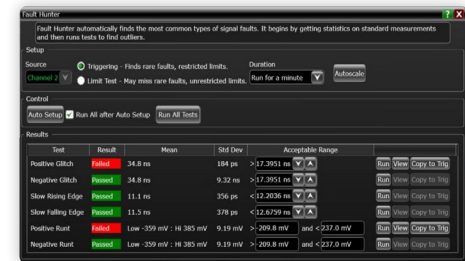 Fault Hunter
Fault Hunter automatically finds the most common types of signal faults. It begins by getting statistics on standard measurements
and then runs tests to find outliers.
Setup
Source
Channel 2
Triggering - Finds rare faults, restricted limits.
Limit Test - May miss rare faults, unrestricted limits.
Duration
Run for a minute
Autoscale
Control
Auto Setup
Run All after Auto Setup
Run All Tests
Results
Test Result Mean Std Dev Acceptable Range
Positive Glitch Failed 34.8 ns 184 ps > 17.3951 ns Run View Copy to Trig
Negative Glitch Passed 34.8 ns 9.32 ns > 17.3951 ns Run View Copy to Trig
Slow Rising Edge Passed 11.1 ns 356 ps < 12.2036 ns Run View Copy to Trig
Slow Falling Edge Passed 11.5 ns 378 ps < 12.6759 ns Run View Copy to Trig
Positive Runt Failed Low -359 mV : Hi 385 mV 9.19 mV > -209.8 mV and < 237.0 mV Run View Copy to Trig
Negative Runt Passed Low -359 mV : Hi 385 mV 9.19 mV > -209.8 mV and < 237.0 mV Run View Copy to Trig